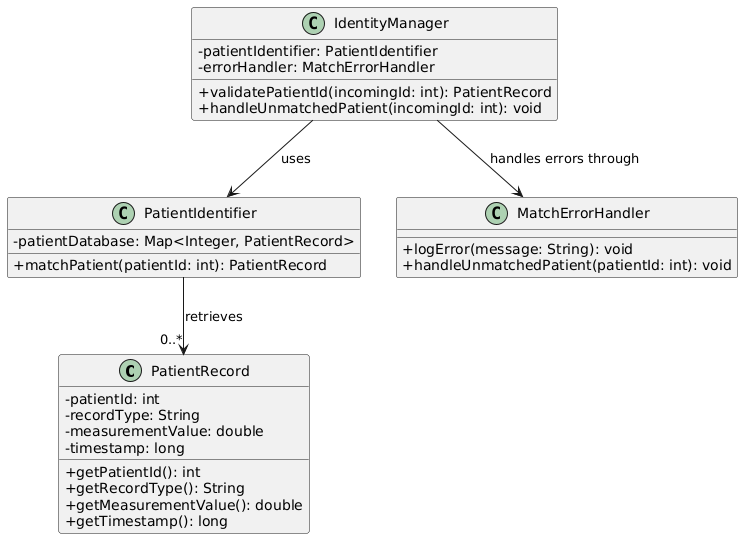 C IdentityManager
-patientIdentifier: PatientIdentifier
-errorHandler: MatchErrorHandler
+validatePatientId(incomingId: int): PatientRecord
+handleUnmatchedPatient(incomingId: int): void
uses
handles errors through
C PatientIdentifier
-patientDatabase: Map<Integer, PatientRecord>
+matchPatient(patientId: int): PatientRecord
C MatchErrorHandler
+logError(message: String): void
+handleUnmatchedPatient(patientId: int): void
retrieves
0..*
C PatientRecord
-patientId: int
-recordType: String
-measurementValue: double
-timestamp: long
+getPatientId(): int
+getRecordType(): String
+getMeasurementValue(): double
+getTimestamp(): long